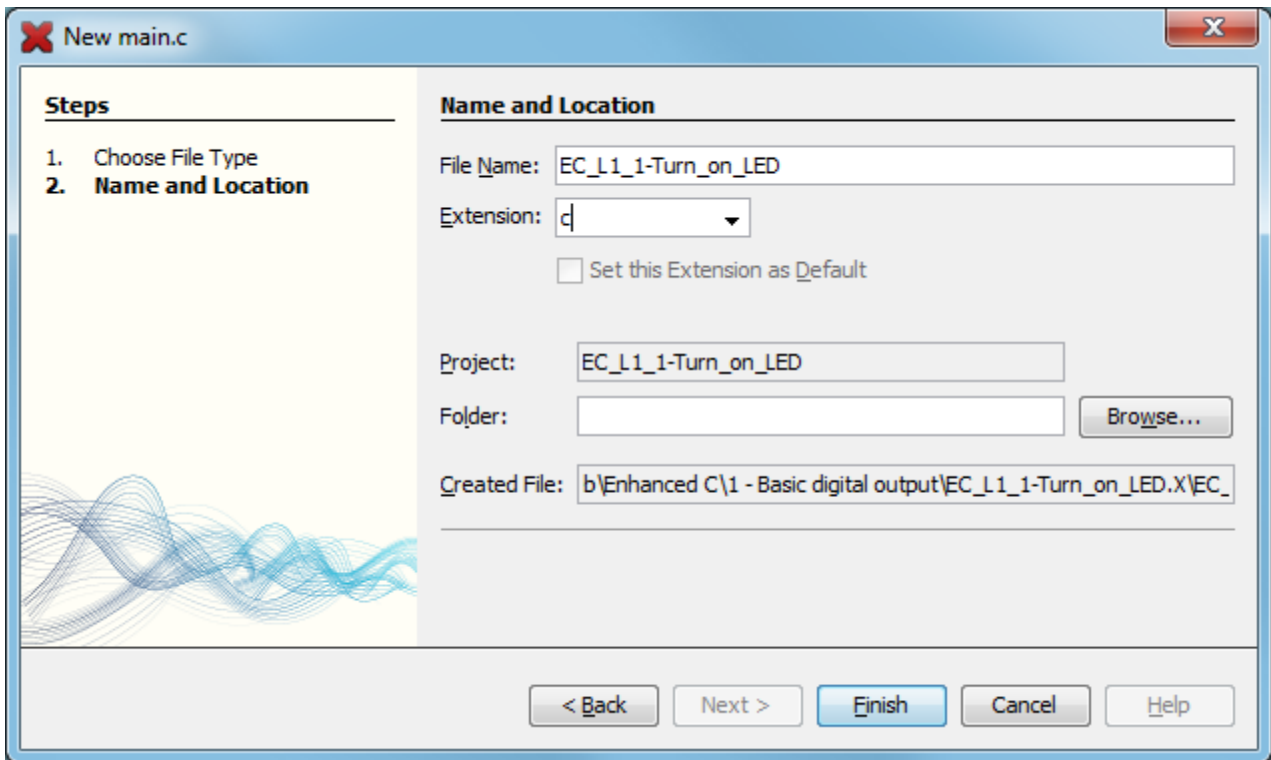 New main.c
Steps
1. Choose File Type
2. Name and Location
Name and Location
File Name: EC_L1_1-Turn_on_LED
Extension: c
Set this Extension as Default
Project: EC_L1_1-Turn_on_LED
Folder:
Browse...
Created File: b\Enhanced C\1 - Basic digital output\EC_L1_1-Turn_on_LED.X\EC_
< Back Next > Finish Cancel Help